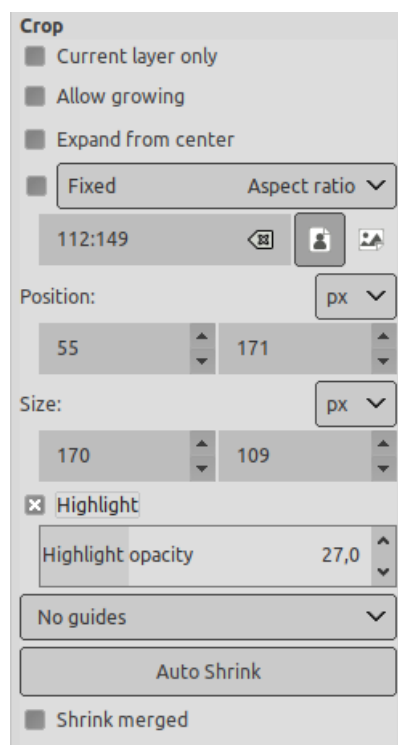 Crop
Current layer only
Allow growing
Expand from center
Fixed Aspect ratio
112:149
Position: px
55 171
Size: px
170 109
Highlight
Highlight opacity 27,0
No guides
Auto Shrink
Shrink merged